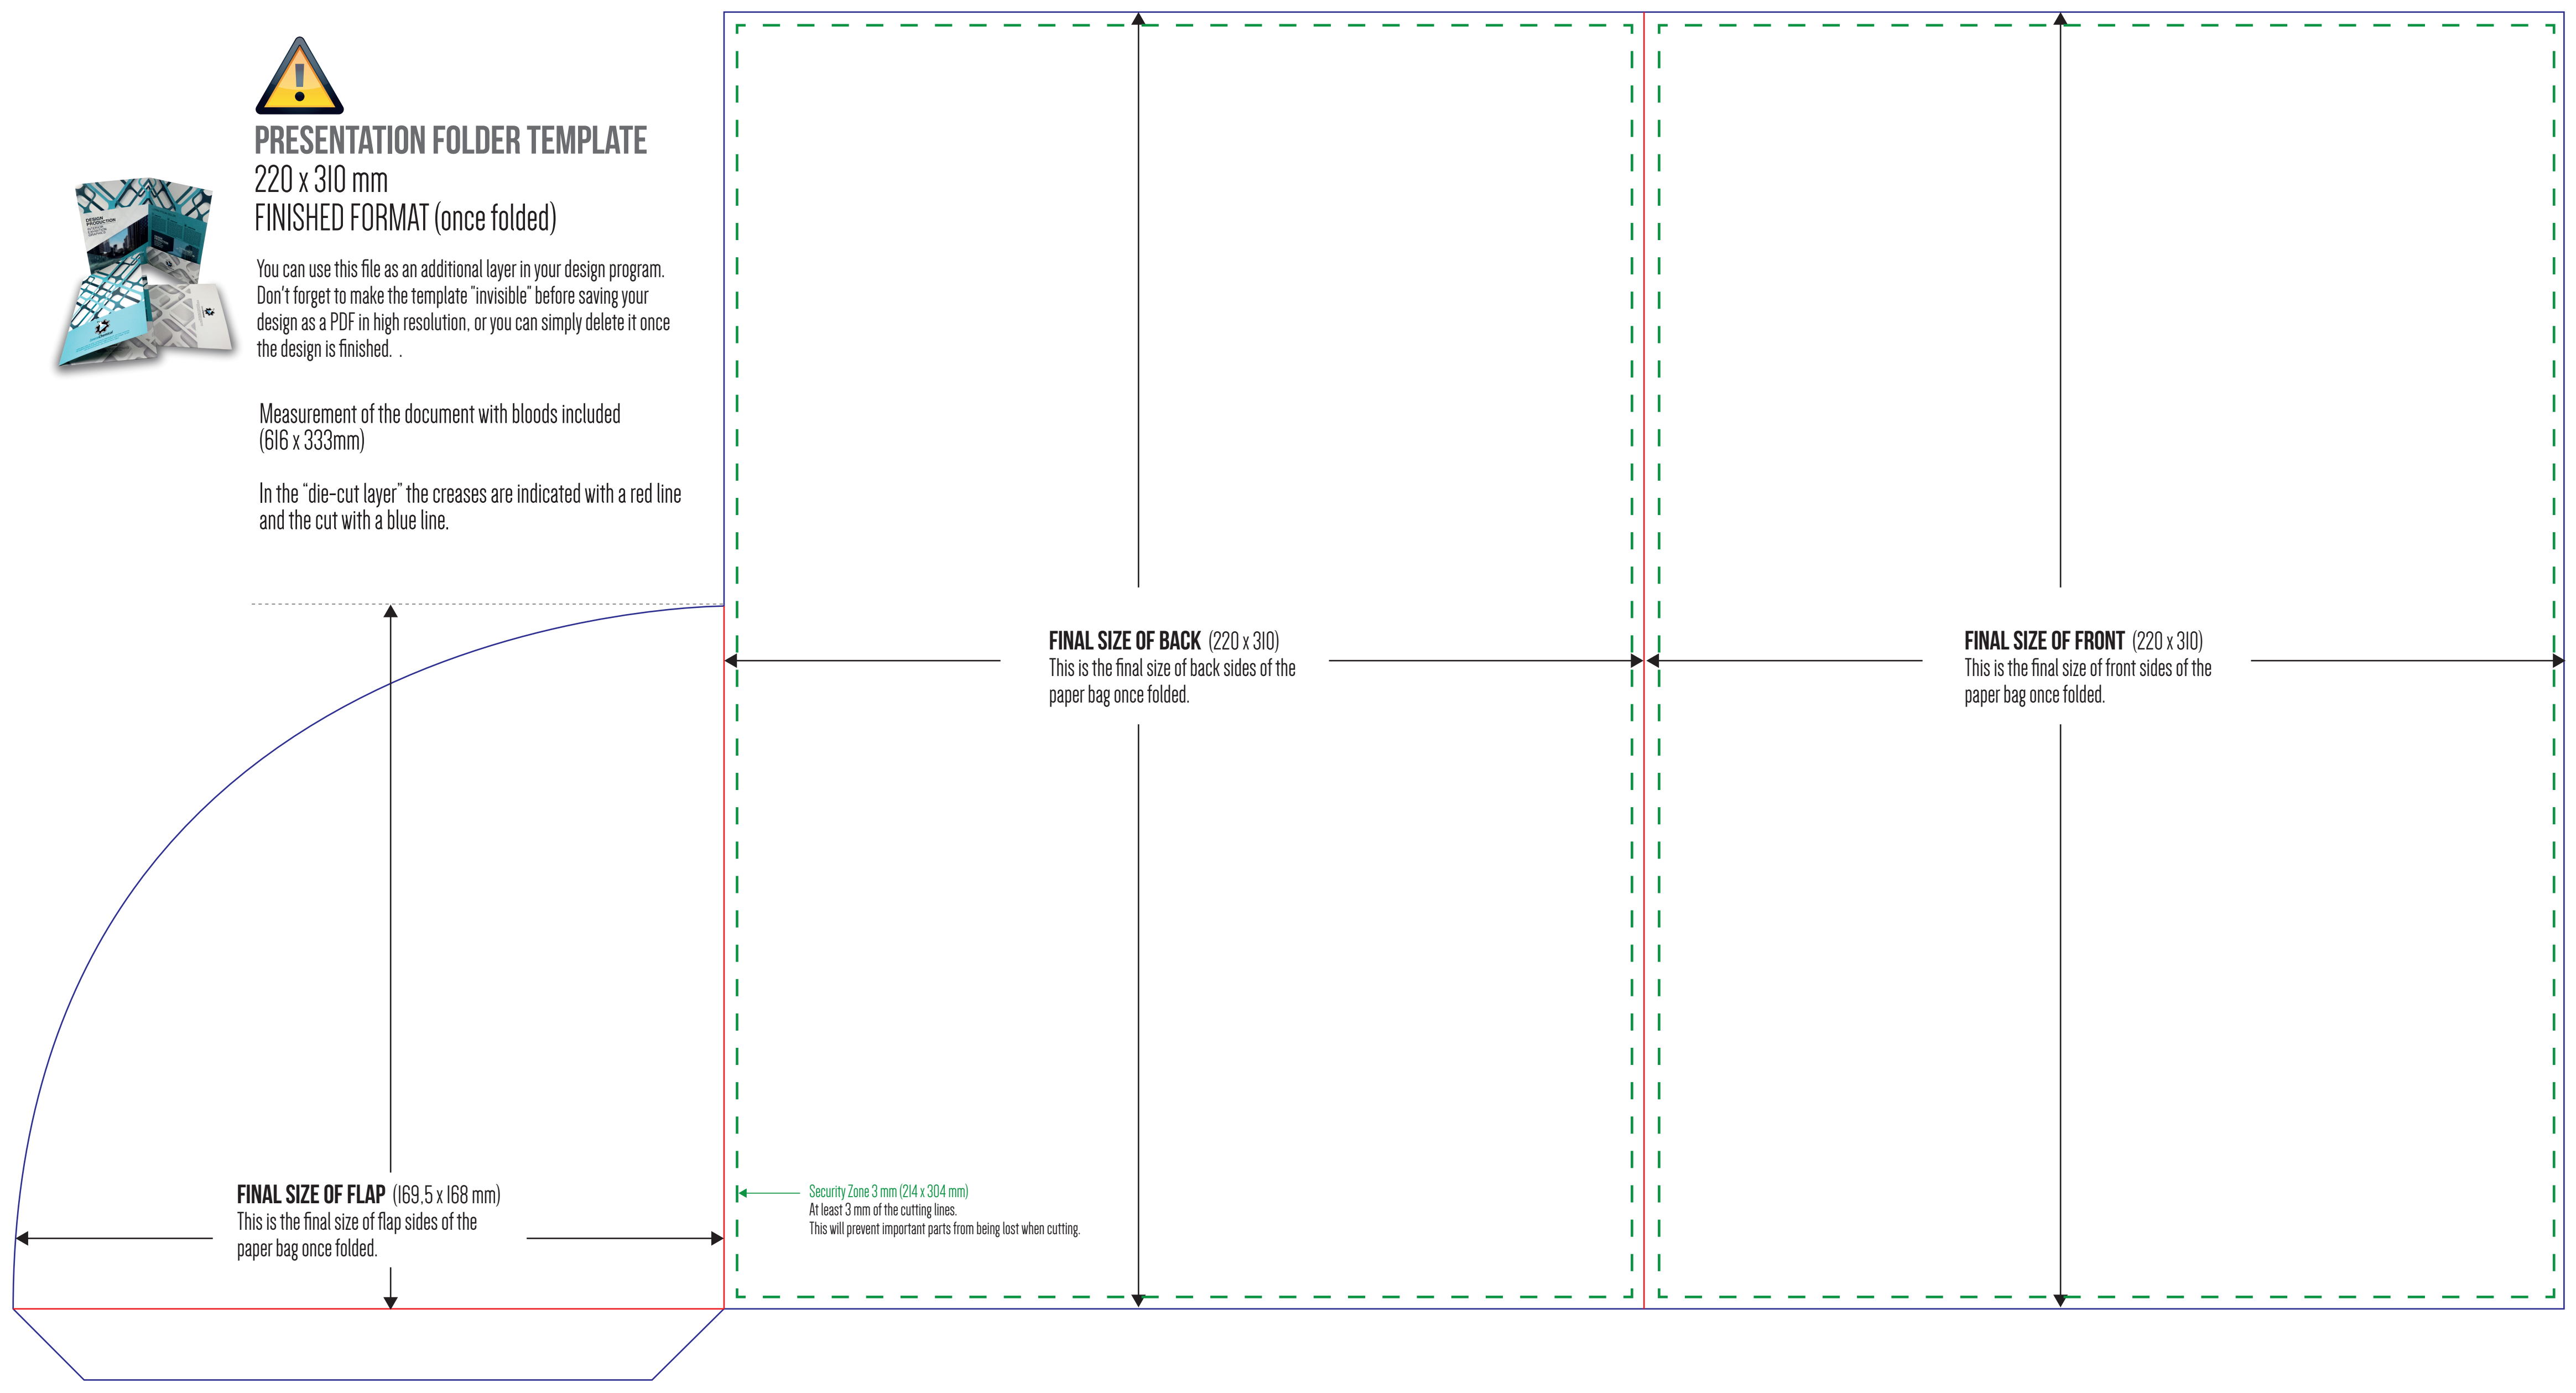 PRESENTATION FOLDER TEMPLATE
220 x 310 mm
FINISHED FORMAT (once folded)
You can use this file as an additional layer in your design program.
Don't forget to make the template "invisible" before saving your
design as a PDF in high resolution, or you can simply delete it once
the design is finished. .
Measurement of the document with bloods included
(616 x 333mm)
In the “die-cut layer” the creases are indicated with a red line
and the cut with a blue line.
DESIGN
PRODUCTION
FINAL SIZE OF BACK (220 x 310)
This is the final size of back sides of the
paper bag once folded.
FINAL SIZE OF FRONT (220 x 310)
This is the final size of front sides of the
paper bag once folded.
FINAL SIZE OF FLAP (169,5 x 168 mm)
This is the final size of flap sides of the
paper bag once folded.
Security Zone 3 mm (214 x 304 mm)
At least 3 mm of the cutting lines.
This will prevent important parts from being lost when cutting.